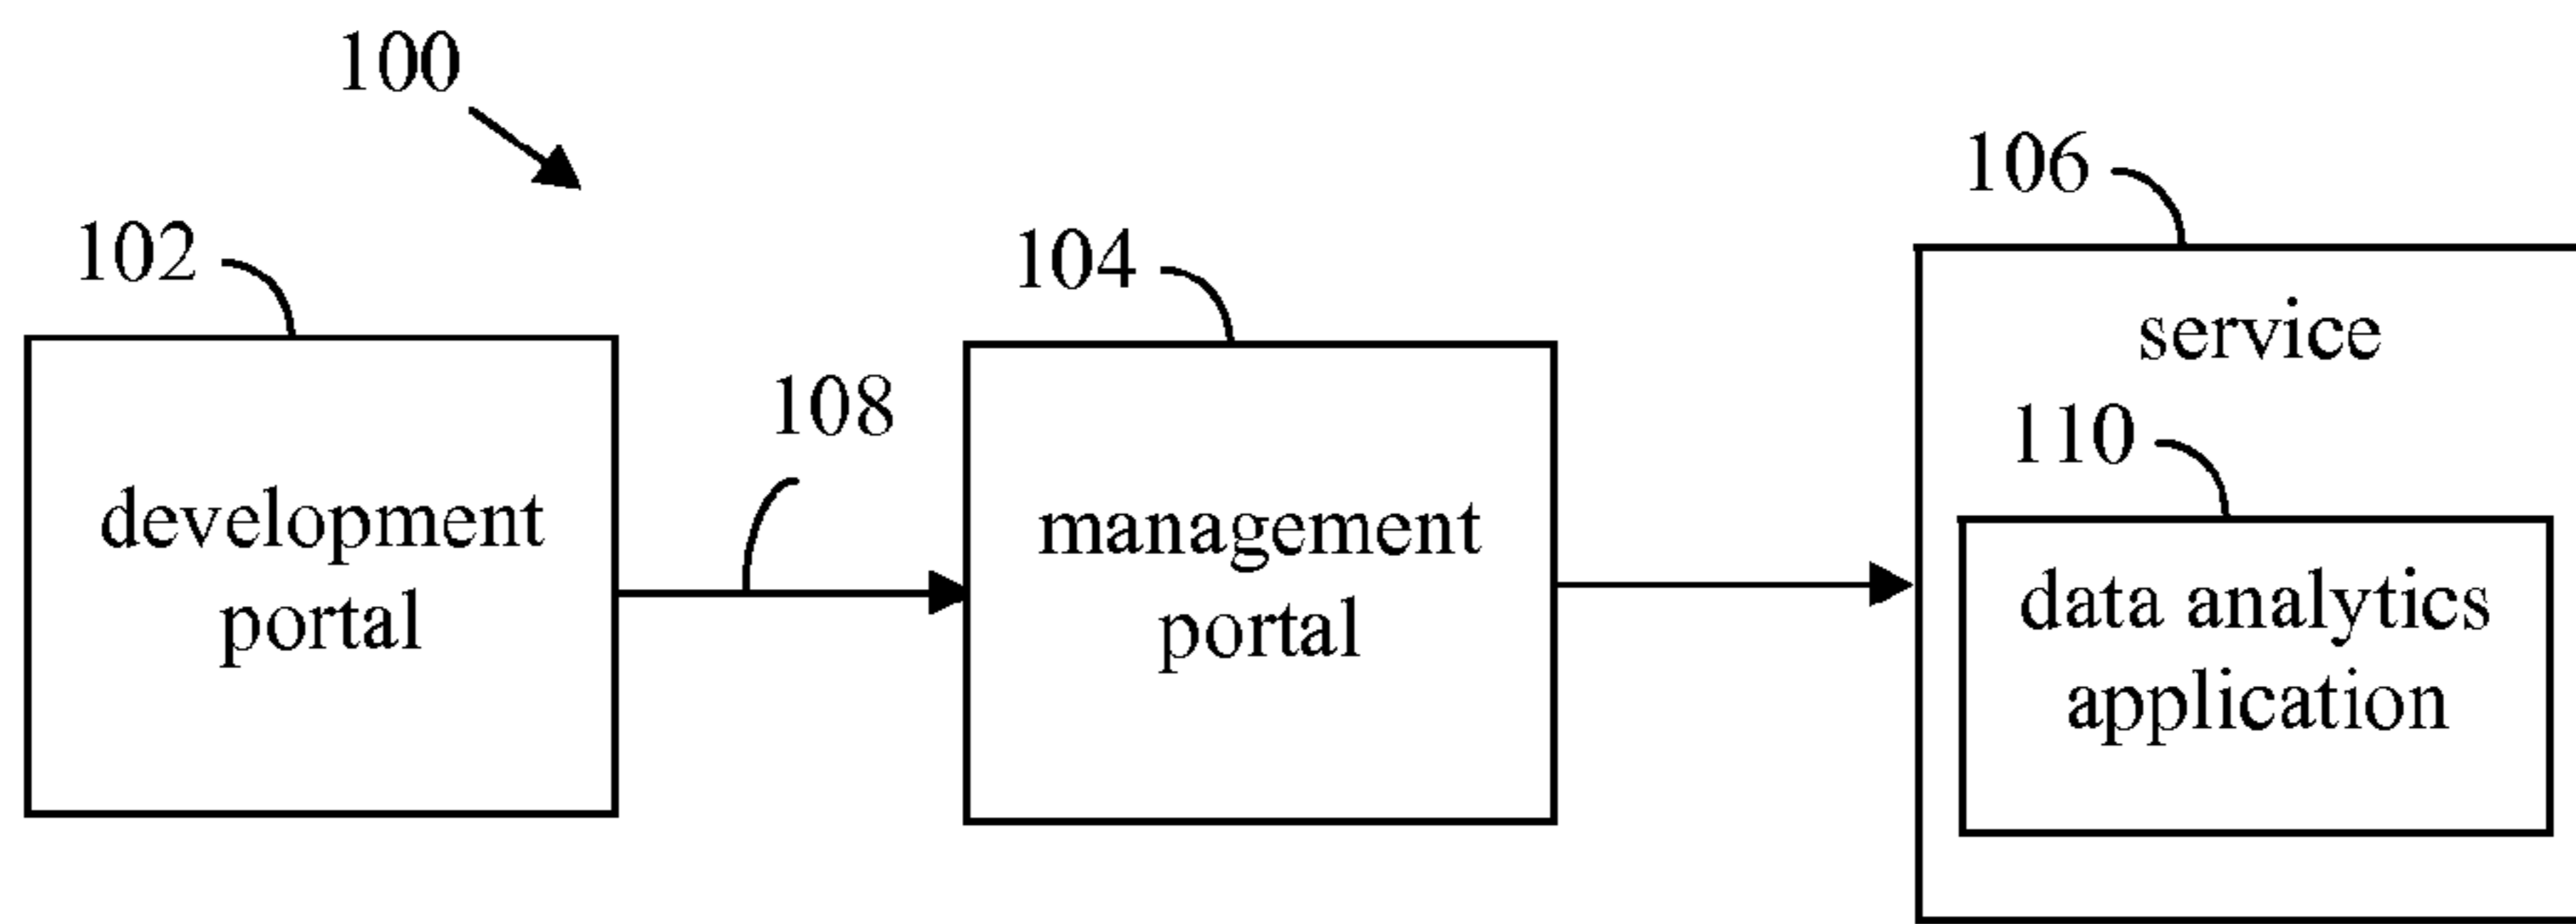 100
106
102
104
service
108
110
development
portal
management
portal
data analytics
application